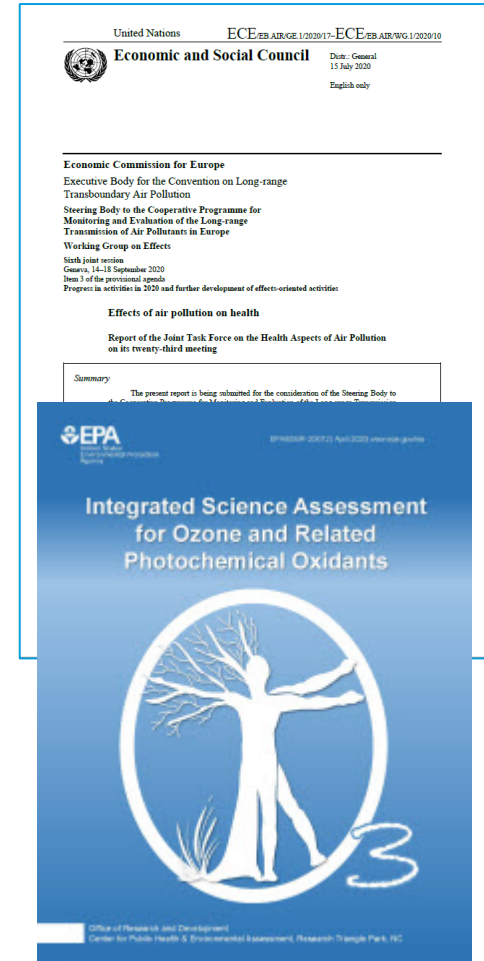 United Nations ECE/EB.AIR/GE.1/2020/17–ECE/EB.AIR/WG.1/2020/10
Economic and Social Council
Distr.: General
15 July 2020
English only
Economic Commission for Europe
Executive Body for the Convention on Long-range
Transboundary Air Pollution
Steering Body to the Cooperative Programme for
Monitoring and Evaluation of the Long-range
Transmission of Air Pollutants in Europe
Working Group on Effects
Sixth joint session
Geneva, 14–18 September 2020
Item 3 of the provisional agenda
Progress in activities in 2020 and further development of effects-oriented activities
Effects of air pollution on health
Report of the Joint Task Force on the Health Aspects of Air Pollution
on its twenty-third meeting
Summary
The present report is being submitted for the consideration of the Steering Body to
EPA
United States
Environmental Protection
Agency
April 2020
Integrated Science Assessment
for Ozone and Related
Photochemical Oxidants
3
Office of Research and Development
Center for Public Health & Environmental Assessment, Research Triangle Park, NC